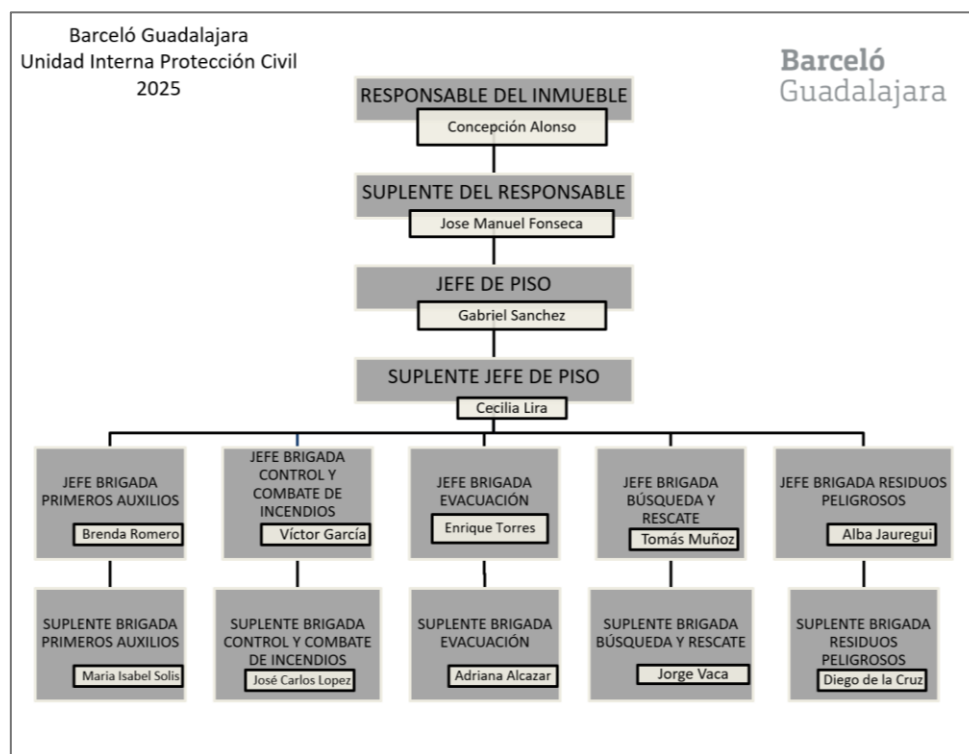 Barceló Guadalajara
Unidad Interna Protección Civil
2025
Barceló
Guadalajara
RESPONSABLE DEL INMUEBLE
Concepción Alonso
SUPLENTE DEL RESPONSABLE
Jose Manuel Fonseca
JEFE DE PISO
Gabriel Sanchez
SUPLENTE JEFE DE PISO
Cecilia Lira
JEFE BRIGADA
PRIMEROS AUXILIOS
Brenda Romero
JEFE BRIGADA
CONTROL Y
COMBATE DE
INCENDIOS
Víctor García
JEFE BRIGADA
EVACUACIÓN
Enrique Torres
JEFE BRIGADA
BÚSQUEDA Y
RESCATE
Tomás Muñoz
JEFE BRIGADA RESIDUOS
PELIGROSOS
Alba Jauregui
SUPLENTE BRIGADA
PRIMEROS AUXILIOS
Maria Isabel Solis
SUPLENTE BRIGADA
CONTROL Y COMBATE
DE INCENDIOS
José Carlos Lopez
SUPLENTE BRIGADA
EVACUACIÓN
Adriana Alcazar
SUPLENTE BRIGADA
BÚSQUEDA Y RESCATE
Jorge Vaca
SUPLENTE BRIGADA
RESIDUOS
PELIGROSOS
Diego de la Cruz